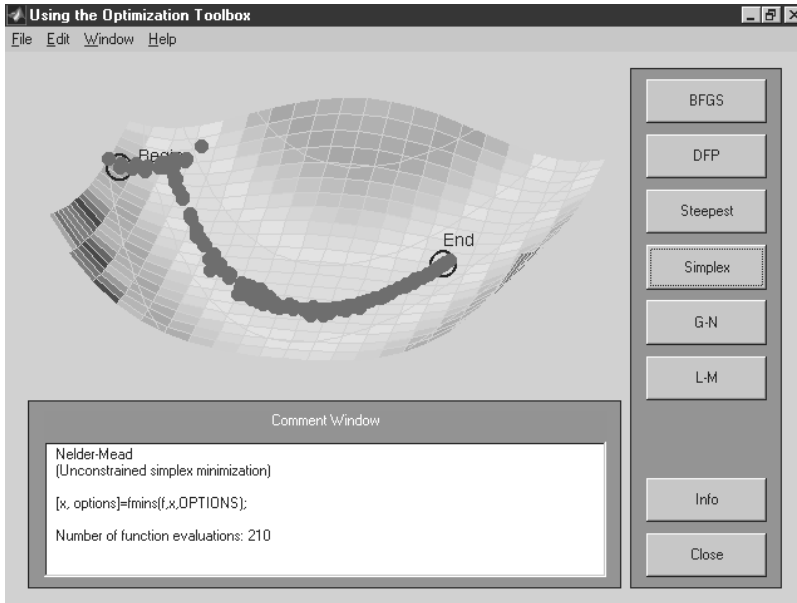 Using the Optimization Toolbox
File Edit Window Help
Begin
End
BFGS
DFP
Steepest
Simplex
G-N
L-M
Info
Close
Comment Window
Nelder-Mead
(Unconstrained simplex minimization)
[x, options]=fmins(f,x,OPTIONS);
Number of function evaluations: 210